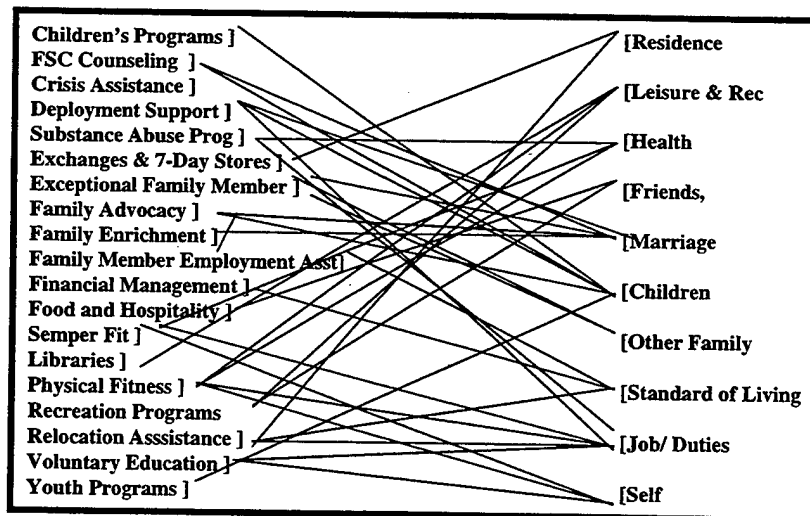 Children's Programs ]
FSC Counseling ]
Crisis Assistance ]
Deployment Support ]
Substance Abuse Prog ]
Exchanges & 7-Day Stores ]
Exceptional Family Member ]
Family Advocacy ]
Family Enrichment ]
Family Member Employment Asst]
Financial Management ]
Food and Hospitality ]
Semper Fit ]
Libraries ]
Physical Fitness ]
Recreation Programs
Relocation Asssistance ]
Voluntary Education ]
Youth Programs ]
[Residence
[Leisure & Rec
[Health
[Friends,
[Marriage
[Children
[Other Family
[Standard of Living
[Job/ Duties
[Self